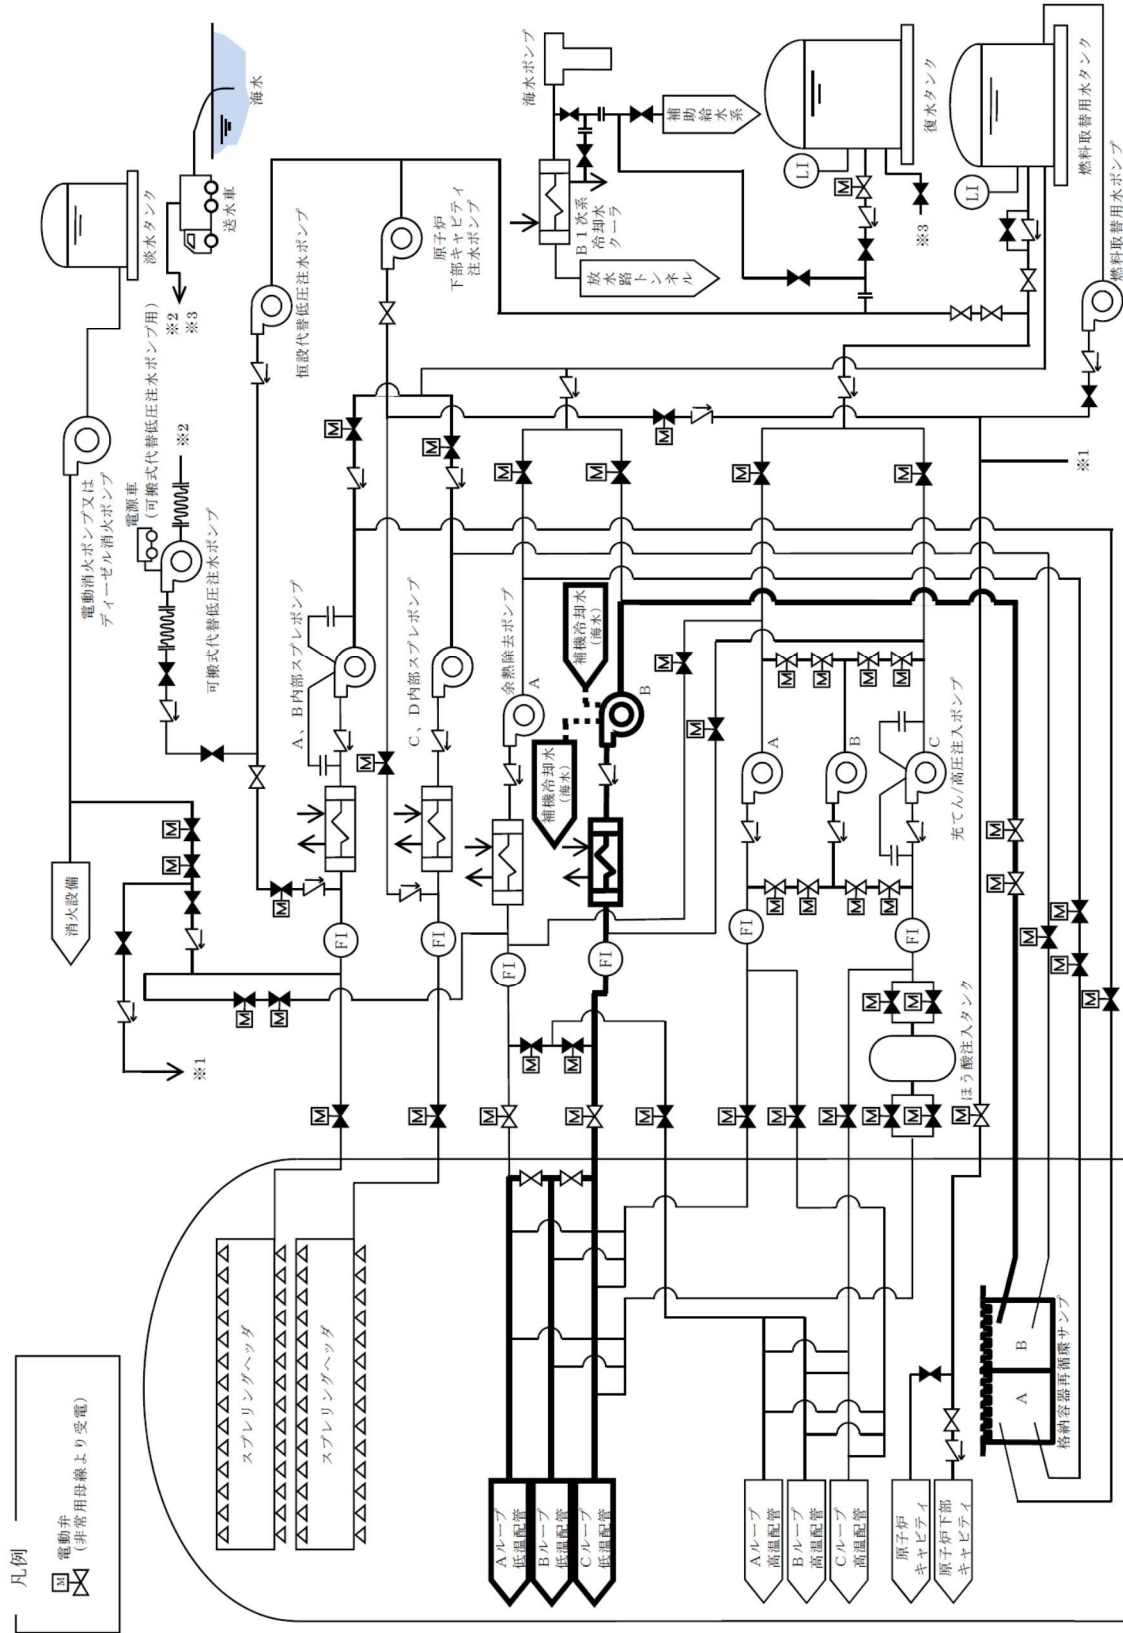 凡例
M
電動弁
(非常用母線より受電)
淡水タンク
海水
送水車
※2
※3
電動消火ポンプ又は
ディーゼル消火ポンプ
電源車
(可搬式代替低圧注水ポンプ用)
※2
可搬式代替低圧注水ポンプ
消火設備
※1
恒設代替低圧注水ポンプ
原子炉
下部キャビティ
注水ポンプ
A、B内部スプレポンプ
C、D内部スプレポンプ
スプレリングヘッダ
スプレリングヘッダ
FI
FI
M
M
M
M
M
M
M
M
M
M
海水ポンプ
B1次系
冷却水
クーラ
放水
路トンネル
補助
給水系
余熱除去ポンプ
A
B
補機冷却水
(海水)
補機冷却水
(海水)
FI
FI
M
M
M
M
M
M
M
M
M
M
Aループ
低温配管
Bループ
低温配管
Cループ
低温配管
LI
M
復水タンク
※3
LI
燃料取替用水タンク
燃料取替用水ポンプ
※1
M
M
A
B
C
充てん/高圧注入ポンプ
M
M
M
M
M
M
M
M
FI
FI
M
M
M
M
M
M
M
ほう酸注入タンク
M
M
M
M
M
M
M
Aループ
高温配管
Bループ
高温配管
Cループ
高温配管
原子炉
キャビティ
原子炉下部
キャビティ
A
B
格納容器再循環サンプ